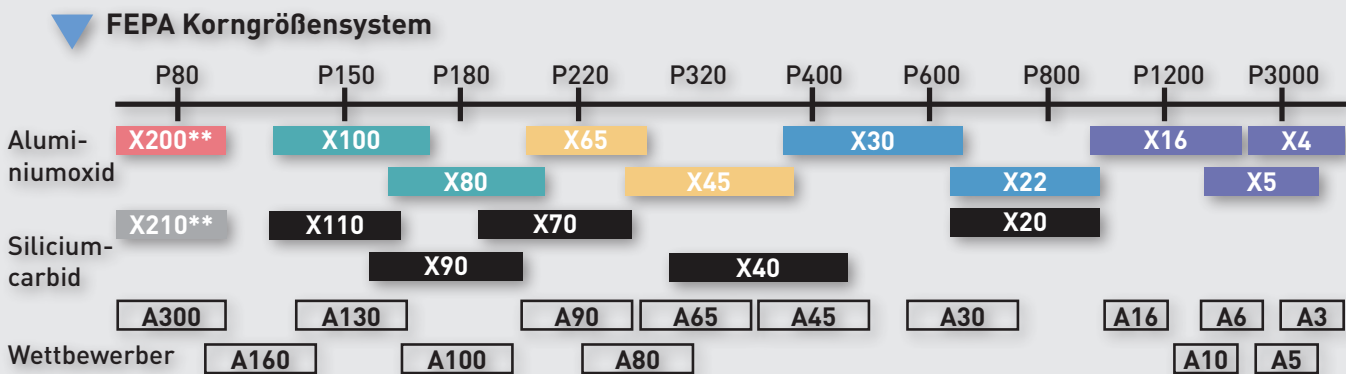 FEPA Korngrößensystem
P80 P150 P180 P220 P320 P400 P600 P800 P1200 P3000
Alumi-
niumoxid
X200** X100 X65 X30 X16 X4
X80 X45 X22 X5
Silicium-
carbid
X210** X110 X70 X20
X90 X40
A300 A130 A90 A65 A45 A30 A16 A6 A3
Wettbewerber A160 A100 A80 A10 A5